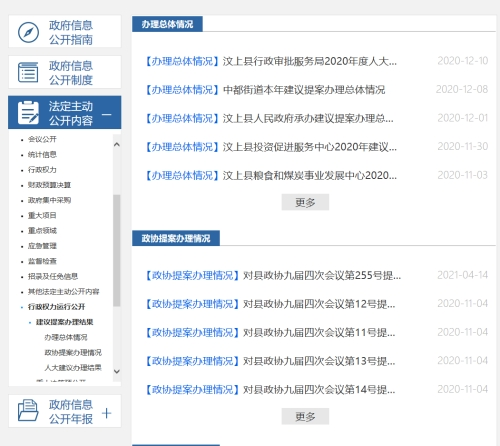 政府信息
公开指南
政府信息
公开制度
法定主动
公开内容
会议公开
统计信息
行政权力
财政预算决算
政府集中采购
重大项目
重点领域
应急管理
监督检查
招录及任免信息
其他法定主动公开内容
行政权力运行公开
建议提案办理结果
办理总体情况
政协提案办理情况
人大建议办理结果
政府信息
公开年报
办理总体情况
【办理总体情况】汶上县行政审批服务局2020年度人大... 2020-12-10
【办理总体情况】中都街道本年建议提案办理总体情况 2020-12-08
【办理总体情况】汶上县人民政府承办建议提案办理总... 2020-12-01
【办理总体情况】汶上县投资促进服务中心2020年建议... 2020-11-30
【办理总体情况】汶上县粮食和煤炭事业发展中心2020... 2020-11-03
更多
政协提案办理情况
【政协提案办理情况】对县政协九届四次会议第255号提... 2021-04-14
【政协提案办理情况】对县政协九届四次会议第12号提... 2020-11-04
【政协提案办理情况】对县政协九届四次会议第11号提... 2020-11-04
【政协提案办理情况】对县政协九届四次会议第13号提... 2020-11-04
【政协提案办理情况】对县政协九届四次会议第14号提... 2020-11-04
更多